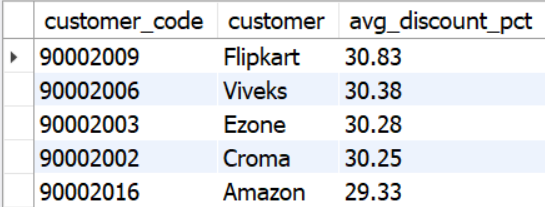 customer_code customer avg_discount_pct
90002009 Flipkart 30.83
90002006 Viveks 30.38
90002003 Ezone 30.28
90002002 Croma 30.25
90002016 Amazon 29.33